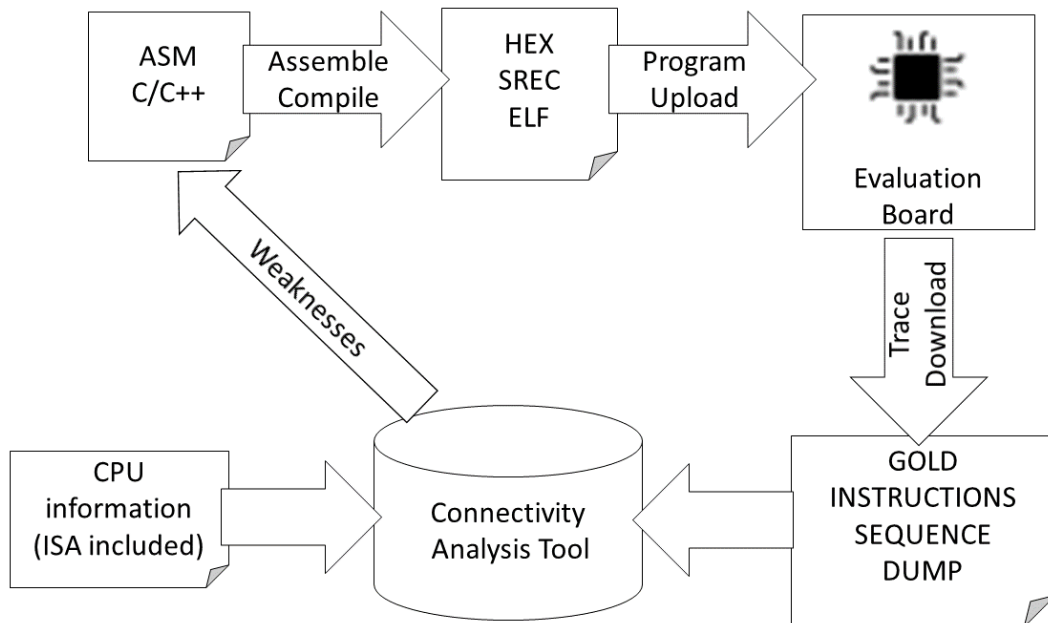 ASM
C/C++
Assemble
Compile
HEX
SREC
ELF
Program
Upload
Evaluation
Board
Trace
Download
Weaknesses
CPU
information
(ISA included)
Connectivity
Analysis Tool
GOLD
INSTRUCTIONS
SEQUENCE
DUMP